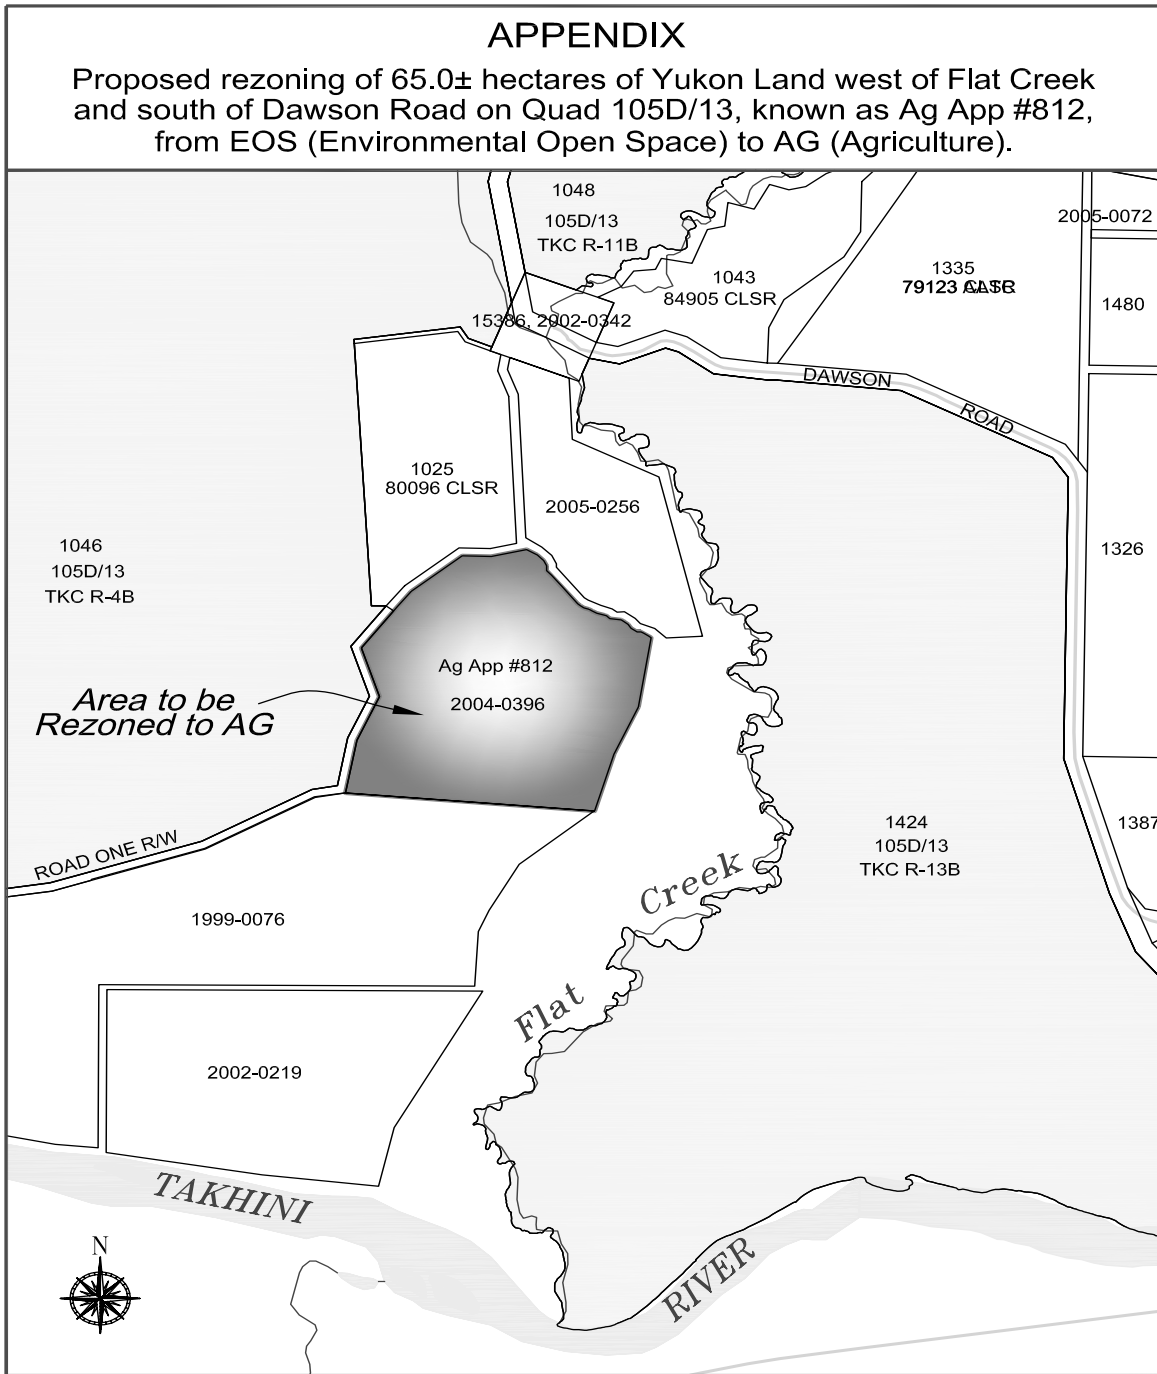 APPENDIX
Proposed rezoning of 65.0± hectares of Yukon Land west of Flat Creek
and south of Dawson Road on Quad 105D/13, known as Ag App #812,
from EOS (Environmental Open Space) to AG (Agriculture).
1048
105D/13
TKC R-11B
2005-0072
1043
84905 CLSR
1335
79123 CLSR
1480
15386, 2002-0342
DAWSON
ROAD
1025
80096 CLSR
2005-0256
1046
105D/13
TKC R-4B
1326
Ag App #812
2004-0396
Area to be
Rezoned to AG
ROAD ONE R/W
1424
105D/13
TKC R-13B
1387
1999-0076
Flat
Creek
2002-0219
TAKHINI
RIVER
N